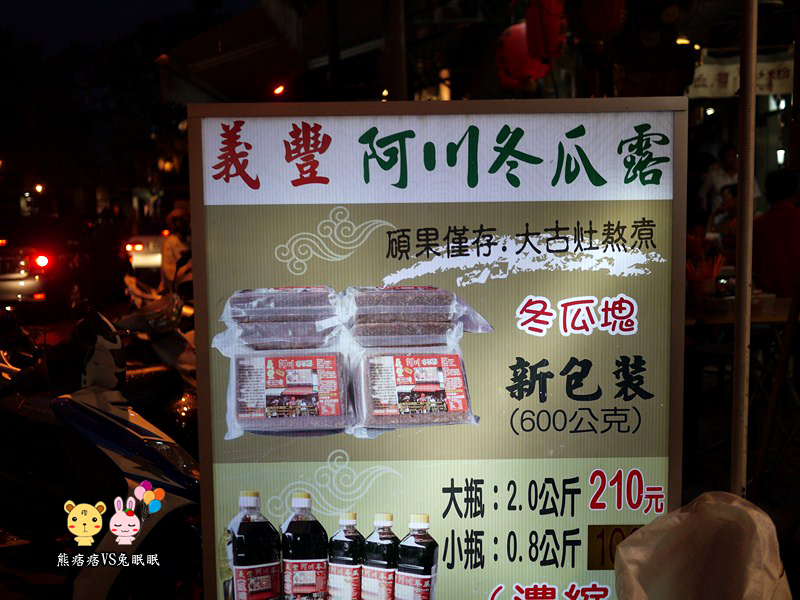 義豐 阿川冬瓜露
碩果僅存.大古灶熬煮
冬瓜塊
新包裝
(600公克)
大瓶:2.0公斤 210元
小瓶:0.8公斤
(濃縮
熊痞痞VS兔眠眠